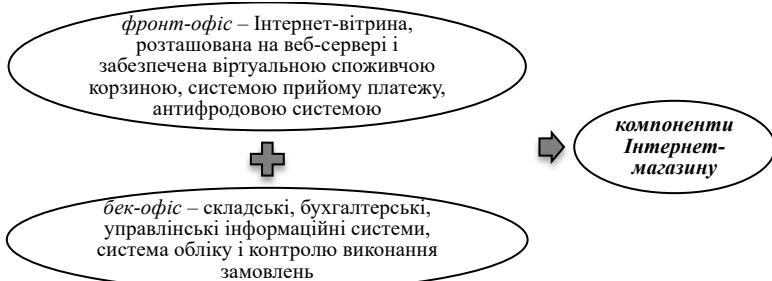 фронт-офіс – Інтернет-вітрина,
розташована на веб-сервері і
забезпечена віртуальною споживчою
корзиною, системою прийому платежу,
антифродовою системою
компоненти
Інтернет-
магазину
бек-офіс – складські, бухгалтерські,
управлінські інформаційні системи,
система обліку і контролю виконання
замовлень